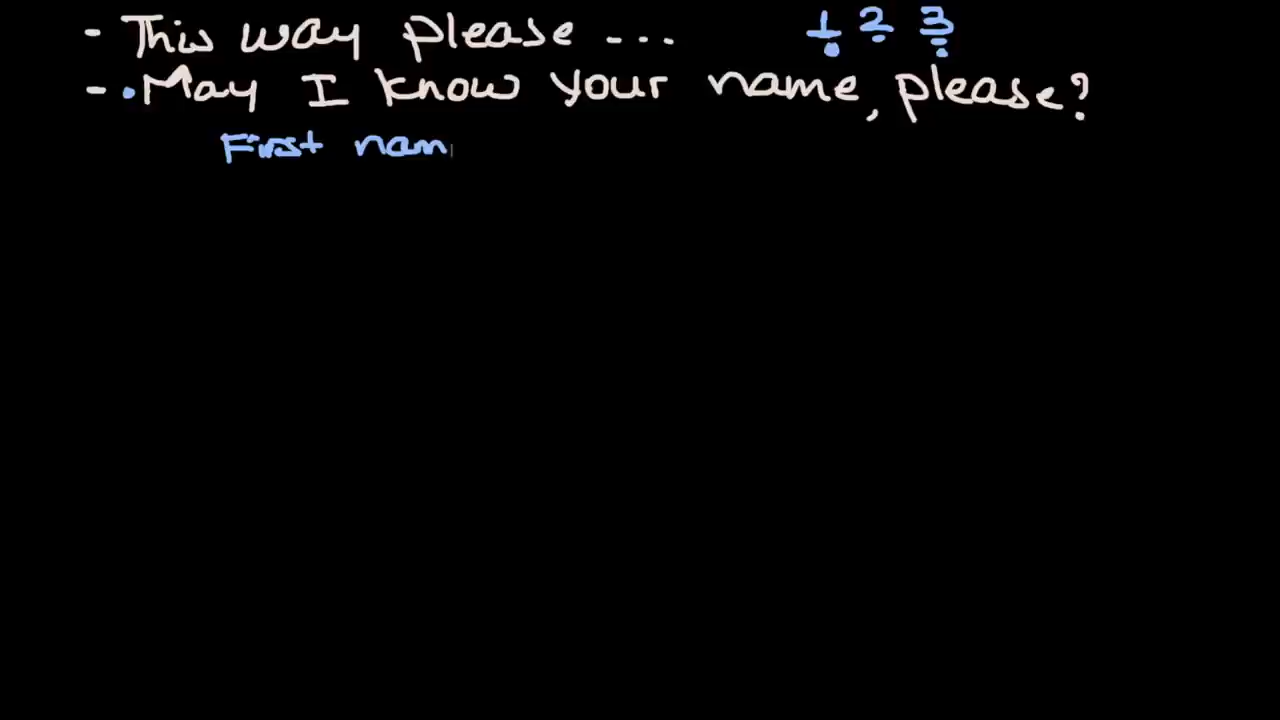 - This way please ... 1 2 3
- May I know your name, please?
First nam